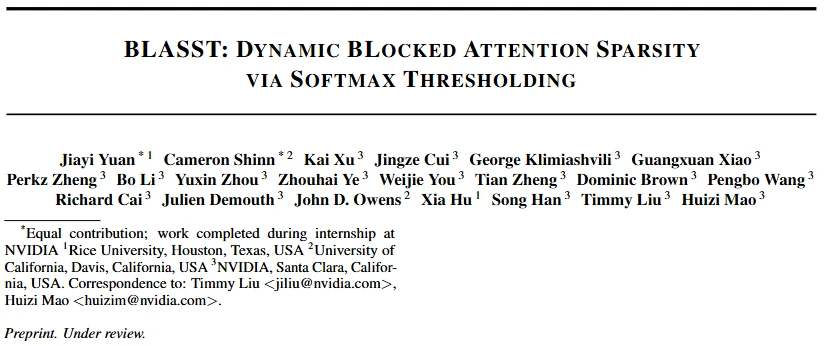 BLASST: DYNAMIC BLOCKED ATTENTION SPARSITY
VIA SOFTMAX THRESHOLDING
Jiayi Yuan * 1 Cameron Shinn * 2 Kai Xu 3 Jingze Cui 3 George Klimiashvili 3 Guangxuan Xiao 3
Perkz Zheng 3 Bo Li 3 Yuxin Zhou 3 Zhouhai Ye 3 Weijie You 3 Tian Zheng 3 Dominic Brown 3 Pengbo Wang 3
Richard Cai 3 Julien Demouth 3 John D. Owens 2 Xia Hu 1 Song Han 3 Timmy Liu 3 Huizi Mao 3
*Equal contribution; work completed during internship at
NVIDIA 1Rice University, Houston, Texas, USA 2University of
California, Davis, California, USA 3NVIDIA, Santa Clara, Califor-
nia, USA. Correspondence to: Timmy Liu <jiliu@nvidia.com>,
Huizi Mao <huizim@nvidia.com>.
Preprint. Under review.